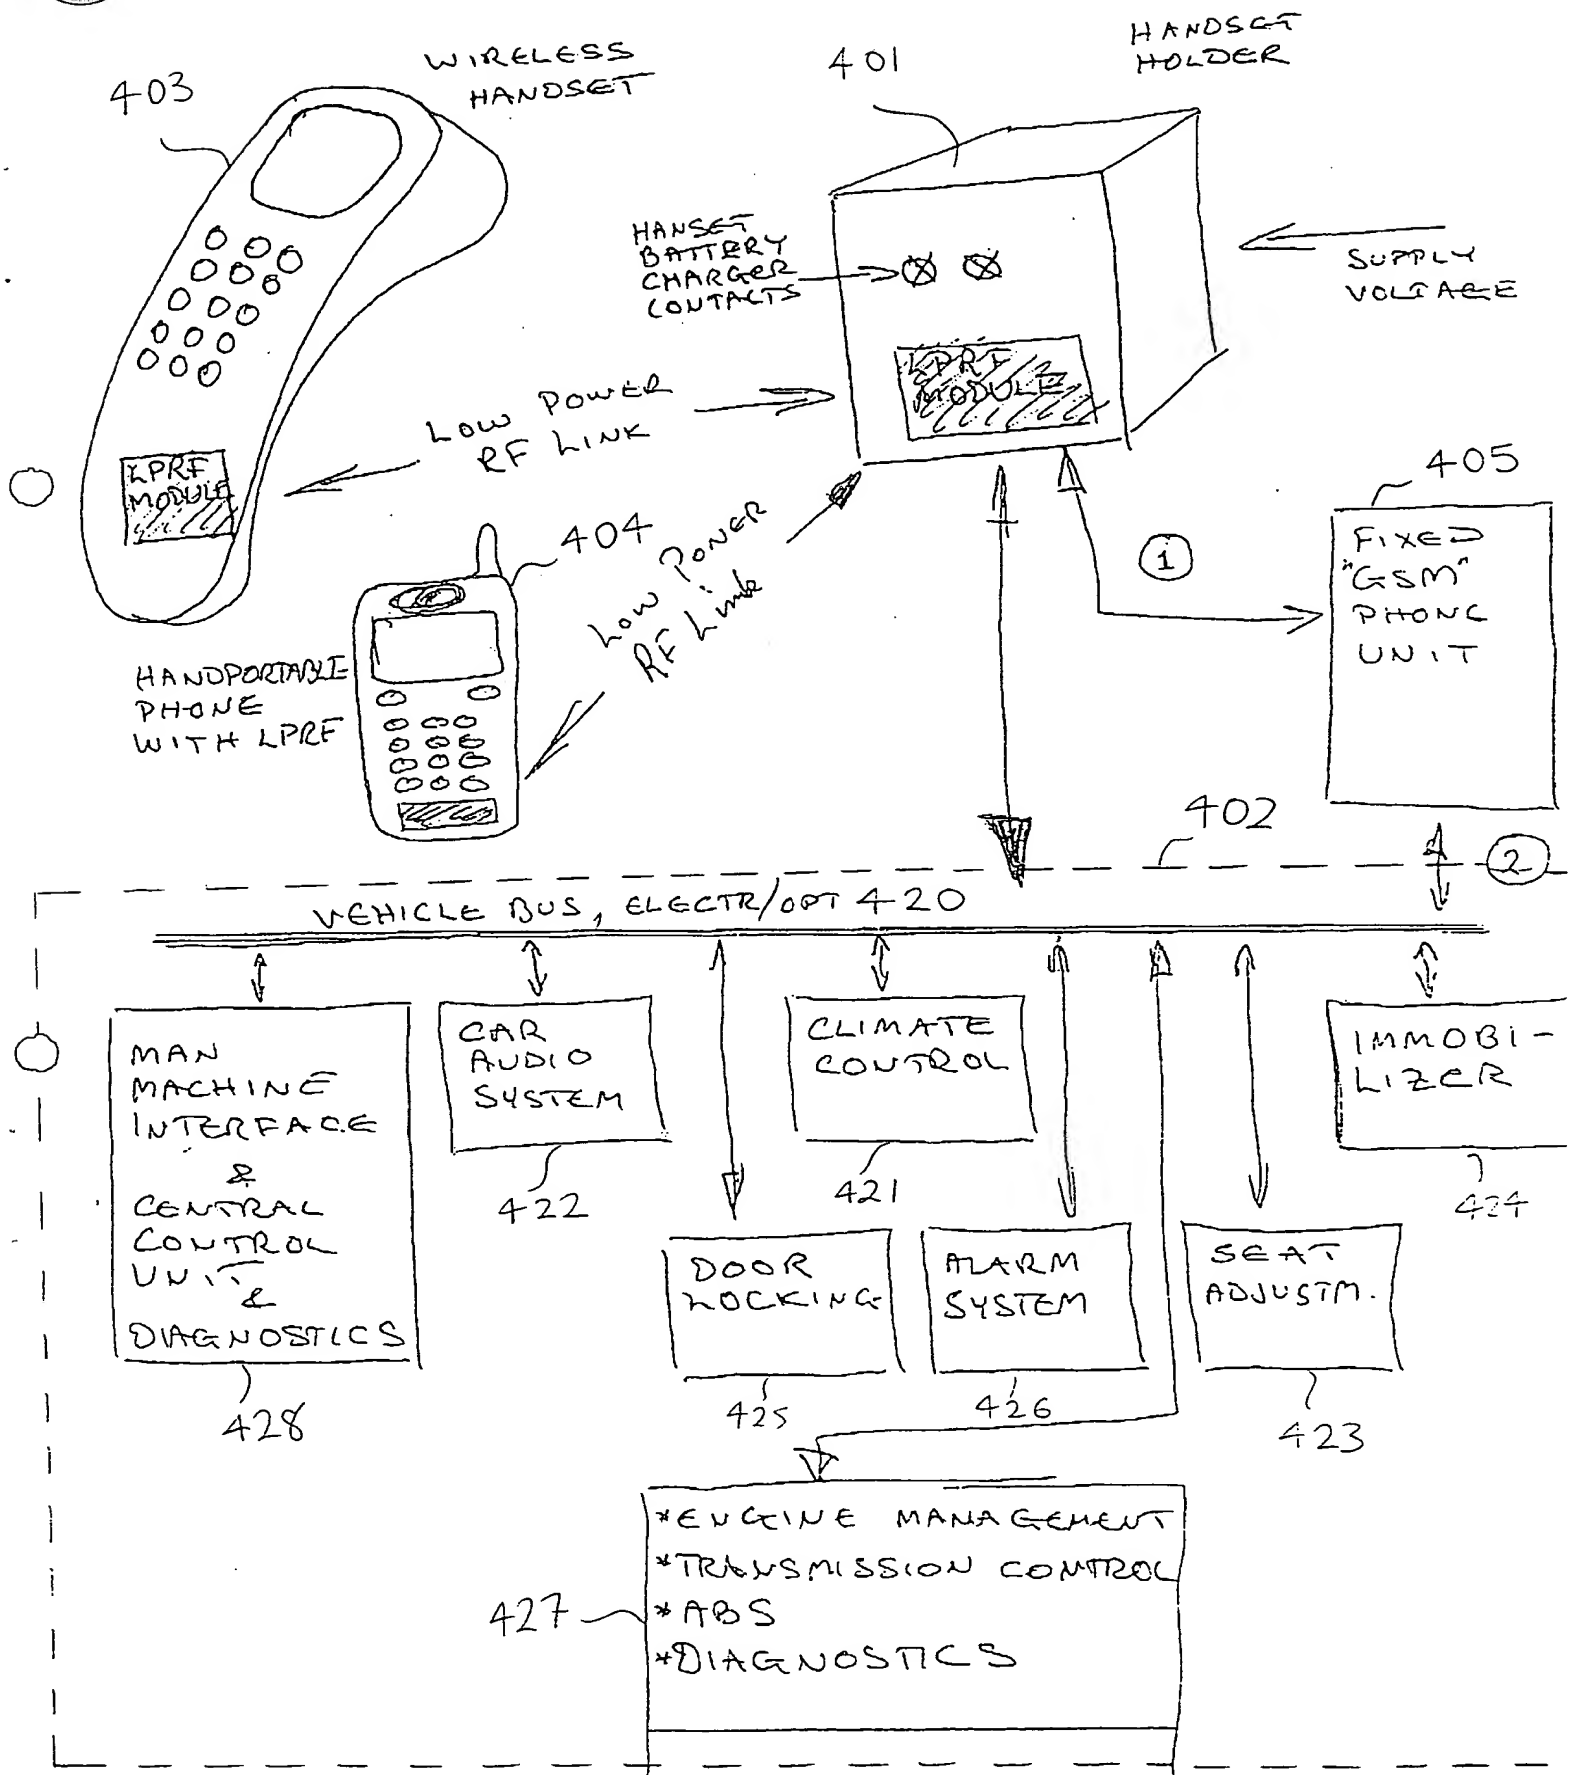 WIRELESS
HANDSET
403
401
HANDSET
HOLDER
HANSET
BATTERY
CHARGER
CONTACTS
SUPPLY
VOLTAGE
LPRF
MODULE
LOW POWER
RF LINK
LPRF
MODULE
405
FIXED
"GSM"
PHONE
UNIT
1
404
LOW POWER
RF Link
HANDPORTABLE
PHONE
WITH LPRF
402
2
VEHICLE BUS, ELECTR/OPT 420
MAN
MACHINE
INTERFACE
&
CENTRAL
CONTROL
UNIT
&
DIAGNOSTICS
428
CAR
AUDIO
SYSTEM
422
CLIMATE
CONTROL
421
IMMOBI-
LIZER
424
DOOR
LOCKING
425
ALARM
SYSTEM
426
SEAT
ADJUSTM.
423
*ENGINE MANAGEMENT
*TRANSMISSION CONTROL
*ABS
*DIAGNOSTICS
427